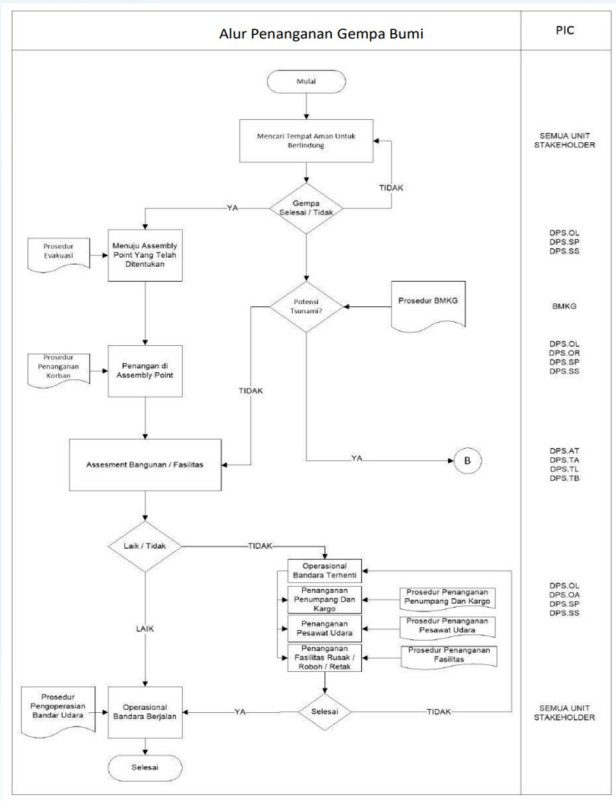 Alur Penanganan Gempa Bumi
PIC
Mulai
Mencari Tempat Aman Untuk
Berlindung
SEMUA UNIT
STAKEHOLDER
TIDAK
Gempa
Selesai / Tidak
YA
Prosedur
Evakuasi
Menuju Assembly
Point Yang Telah
Ditentukan
DPS.OL
DPS.SP
DPS.SS
Potensi
Tsunami?
Prosedur BMKG
BMKG
Prosedur
Penanganan
Korban
Penangan di
Assembly Point
DPS.OL
DPS.OR
DPS.SP
DPS.SS
TIDAK
Assesment Bangunan / Fasilitas
YA
B
DPS.AT
DPS.TA
DPS.TL
DPS.TB
Laik / Tidak
TIDAK
Operasional
Bandara Terhenti
Penanganan
Penumpang Dan
Kargo
Prosedur Penanganan
Penumpang Dan Kargo
Penanganan
Pesawat Udara
Prosedur Penanganan
Pesawat Udara
Penanganan
Fasilitas Rusak /
Roboh / Retak
Prosedur Penanganan
Fasilitas
DPS.OL
DPS.OA
DPS.SP
DPS.SS
LAIK
Prosedur
Pengoperasian
Bandar Udara
Operasional
Bandara Berjalan
YA
Selesai
TIDAK
SEMUA UNIT
STAKEHOLDER
Selesai